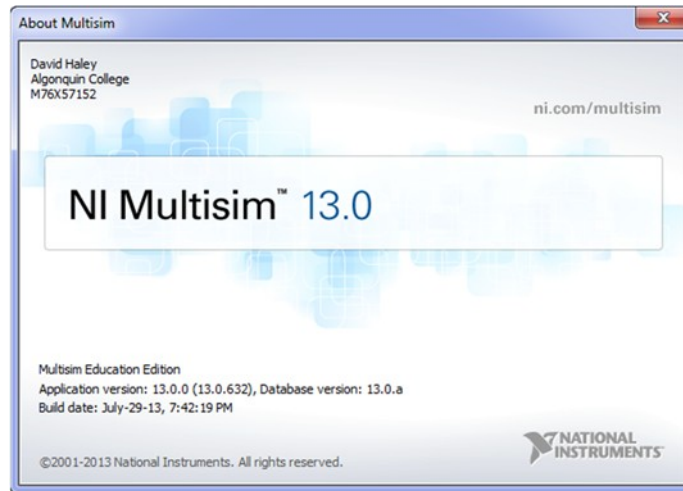 About Multisim
David Haley
Algonquin College
M76X57152
ni.com/multisim
NI Multisim™ 13.0
Multisim Education Edition
Application version: 13.0.0 (13.0.632), Database version: 13.0.a
Build date: July-29-13, 7:42:19 PM
©2001-2013 National Instruments. All rights reserved.
NATIONAL
INSTRUMENTS™